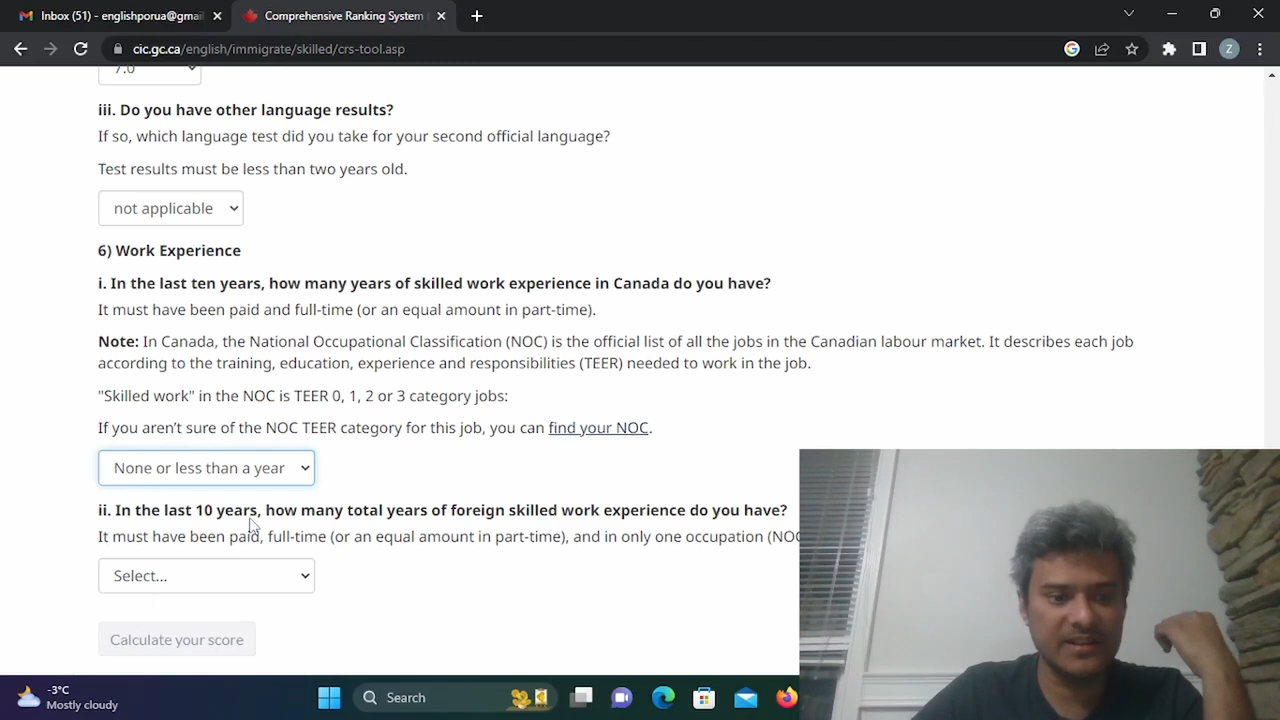 Inbox (51) - englishporua@gmai
Comprehensive Ranking System (
cic.gc.ca/english/immigrate/skilled/crs-tool.asp
Z
7.0
iii. Do you have other language results?
If so, which language test did you take for your second official language?
Test results must be less than two years old.
not applicable
6) Work Experience
i. In the last ten years, how many years of skilled work experience in Canada do you have?
It must have been paid and full-time (or an equal amount in part-time).
Note: In Canada, the National Occupational Classification (NOC) is the official list of all the jobs in the Canadian labour market. It describes each job
according to the training, education, experience and responsibilities (TEER) needed to work in the job.
"Skilled work" in the NOC is TEER 0, 1, 2 or 3 category jobs:
If you aren't sure of the NOC TEER category for this job, you can find your NOC.
None or less than a year
ii. In the last 10 years, how many total years of foreign skilled work experience do you have?
It must have been paid, full-time (or an equal amount in part-time), and in only one occupation (NOC
Select...
Calculate your score
-3°C
Mostly cloudy
Search